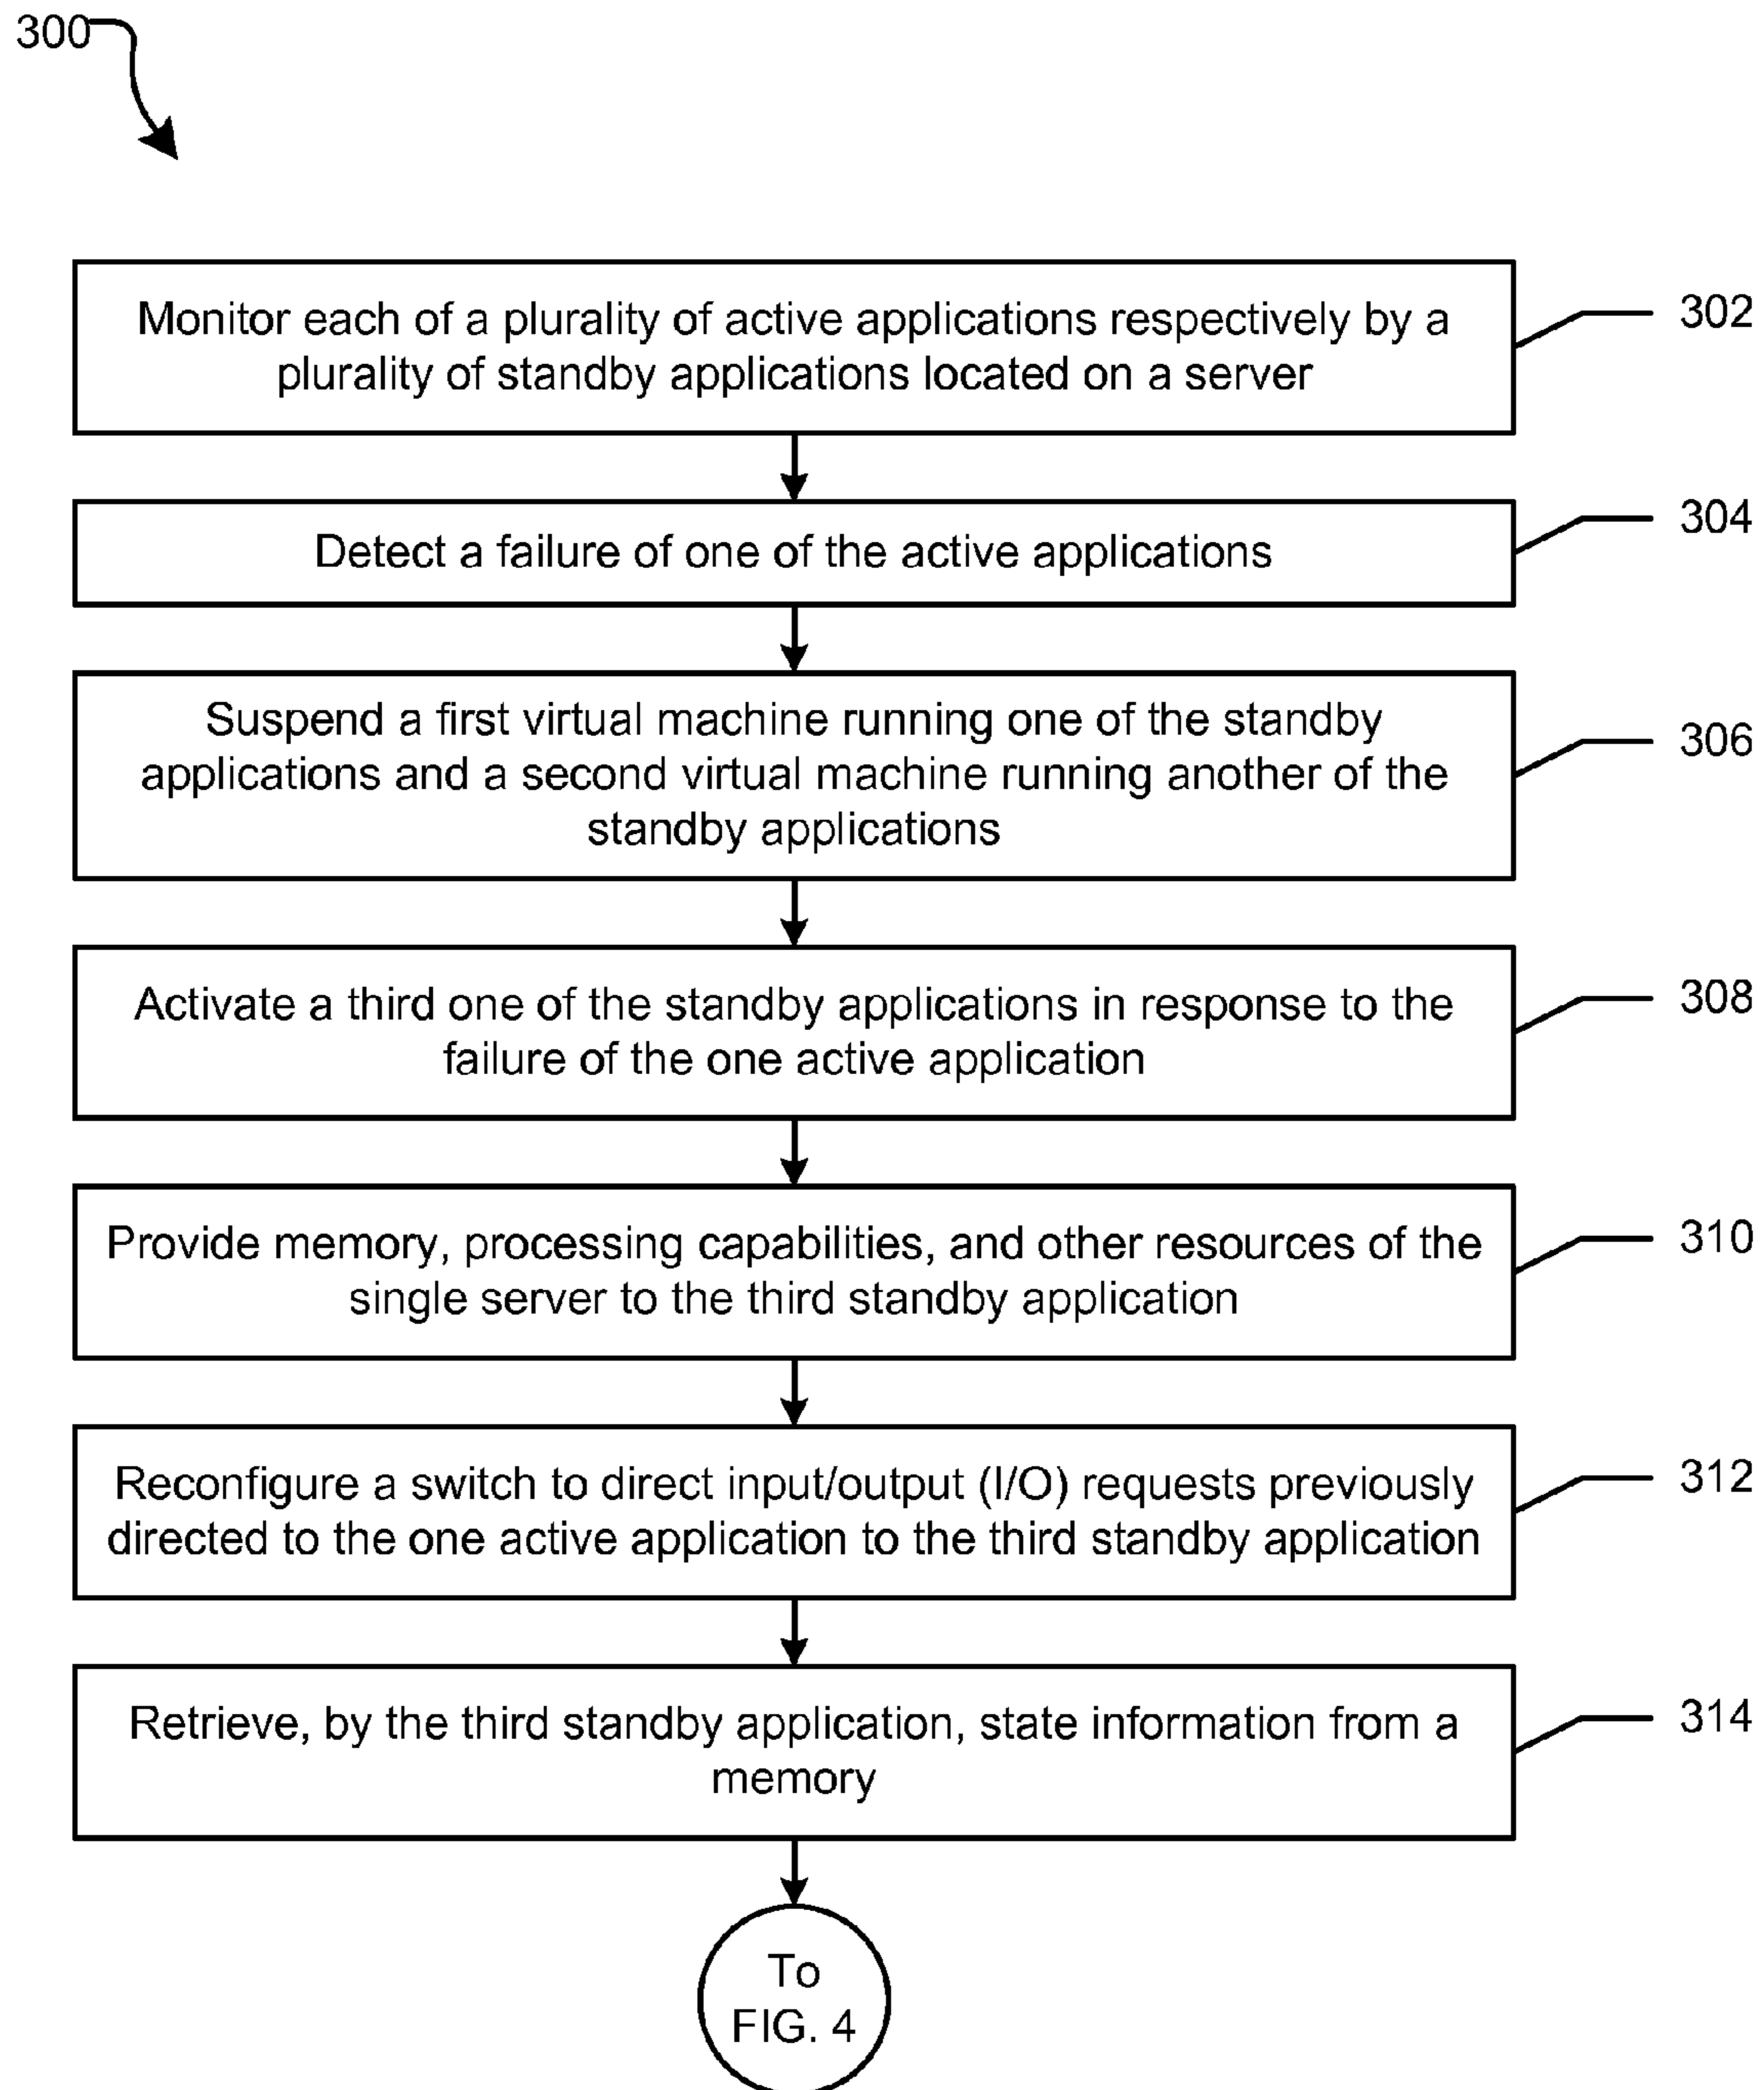 300
Monitor each of a plurality of active applications respectively by a
plurality of standby applications located on a server
302
Detect a failure of one of the active applications
304
Suspend a first virtual machine running one of the standby
applications and a second virtual machine running another of the
standby applications
306
Activate a third one of the standby applications in response to the
failure of the one active application
308
Provide memory, processing capabilities, and other resources of the
single server to the third standby application
310
Reconfigure a switch to direct input/output (I/O) requests previously
directed to the one active application to the third standby application
312
Retrieve, by the third standby application, state information from a
memory
314
To
FIG. 4